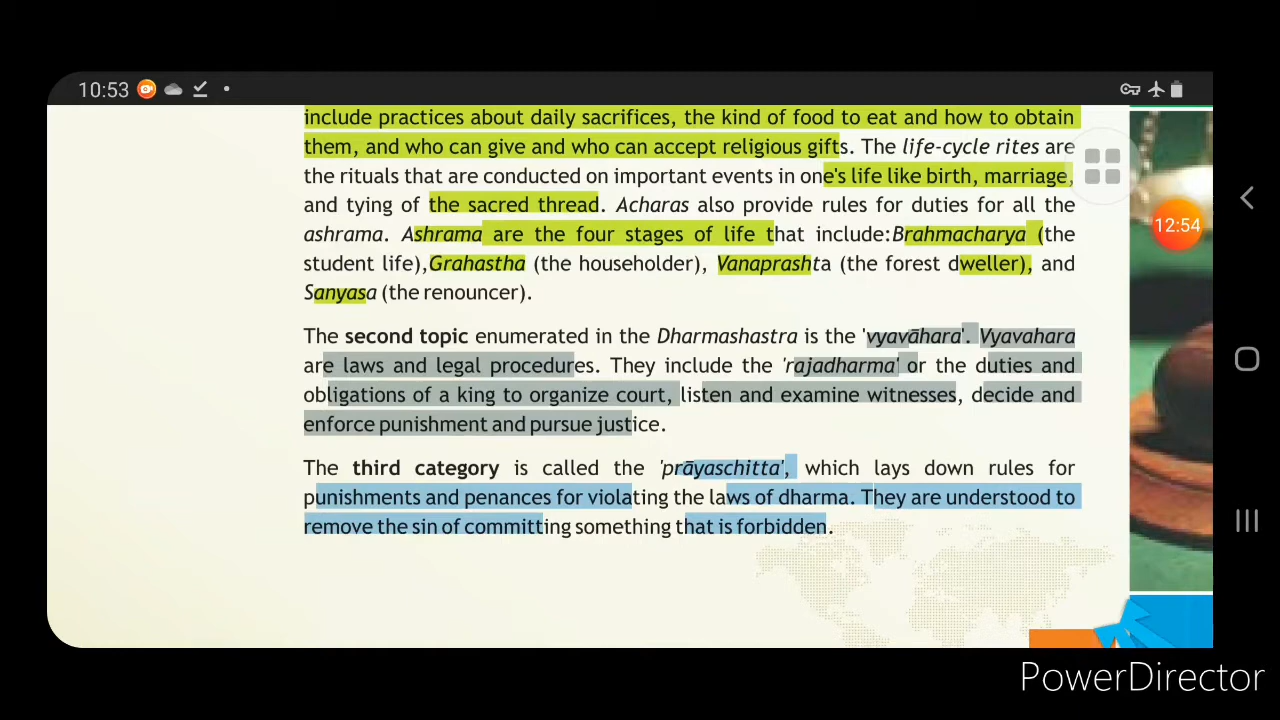 10:53
include practices about daily sacrifices, the kind of food to eat and how to obtain
them, and who can give and who can accept religious gifts. The life-cycle rites are
the rituals that are conducted on important events in one's life like birth, marriage,
and tying of the sacred thread. Acharas also provide rules for duties for all the
ashrama. Ashrama are the four stages of life that include:Brahmacharya (the
student life),Grahastha (the householder), Vanaprashta (the forest dweller), and
Sanyasa (the renouncer).
The second topic enumerated in the Dharmashastra is the 'vyavāhara'. Vyavahara
are laws and legal procedures. They include the 'rajadharma' or the duties and
obligations of a king to organize court, listen and examine witnesses, decide and
enforce punishment and pursue justice.
The third category is called the 'prāyaschitta', which lays down rules for
punishments and penances for violating the laws of dharma. They are understood to
remove the sin of committing something that is forbidden.
12:54
PowerDirector